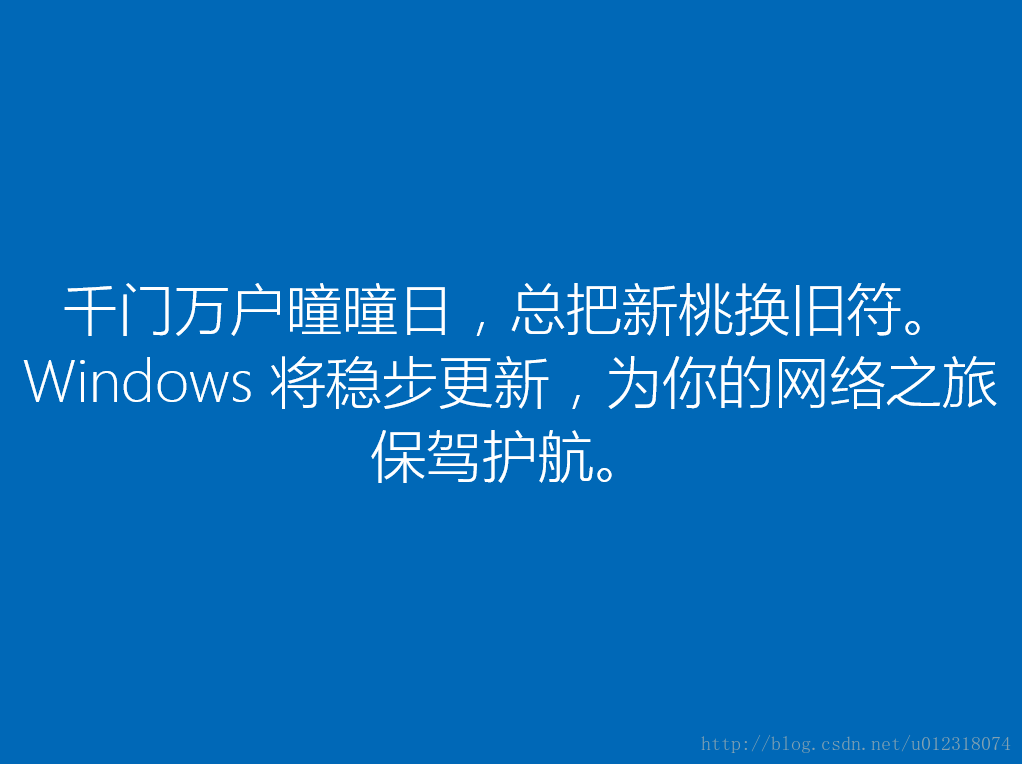 千门万户曈曈日，总把新桃换旧符。
Windows 将稳步更新，为你的网络之旅
保驾护航。
http://blog.csdn.net/u012318074